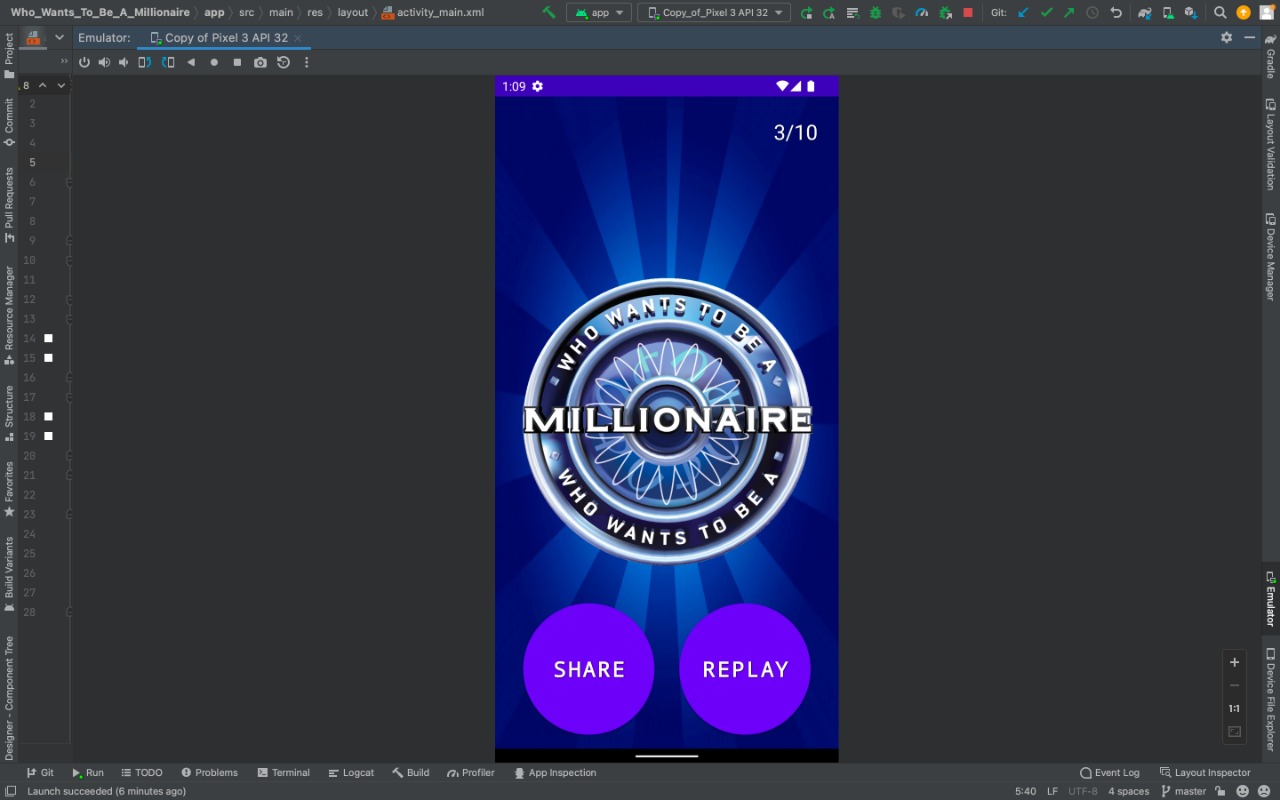 Who_Wants_To_Be_A_Millionaire
app
src
main
res
layout
activity_main.xml
app
Copy_of_Pixel 3 API 32
Git:
Emulator:
Copy of Pixel 3 API 32
8
2
3
4
5
6
7
8
9
10
11
12
13
14
15
16
17
18
19
20
21
22
23
24
25
26
27
28
Project
Commit
Pull Requests
Resource Manager
Structure
Favorites
Build Variants
Designer - Component Tree
1:09
3/10
WHO WANTS TO BE A
MILLIONAIRE
WHO WANTS TO BE A
SHARE
REPLAY
Gradle
Layout Validation
Device Manager
Emulator
Device File Explorer
1:1
Git
Run
TODO
Problems
Terminal
Logcat
Build
Profiler
App Inspection
Event Log
Layout Inspector
Launch succeeded (6 minutes ago)
5:40
LF
UTF-8
4 spaces
master